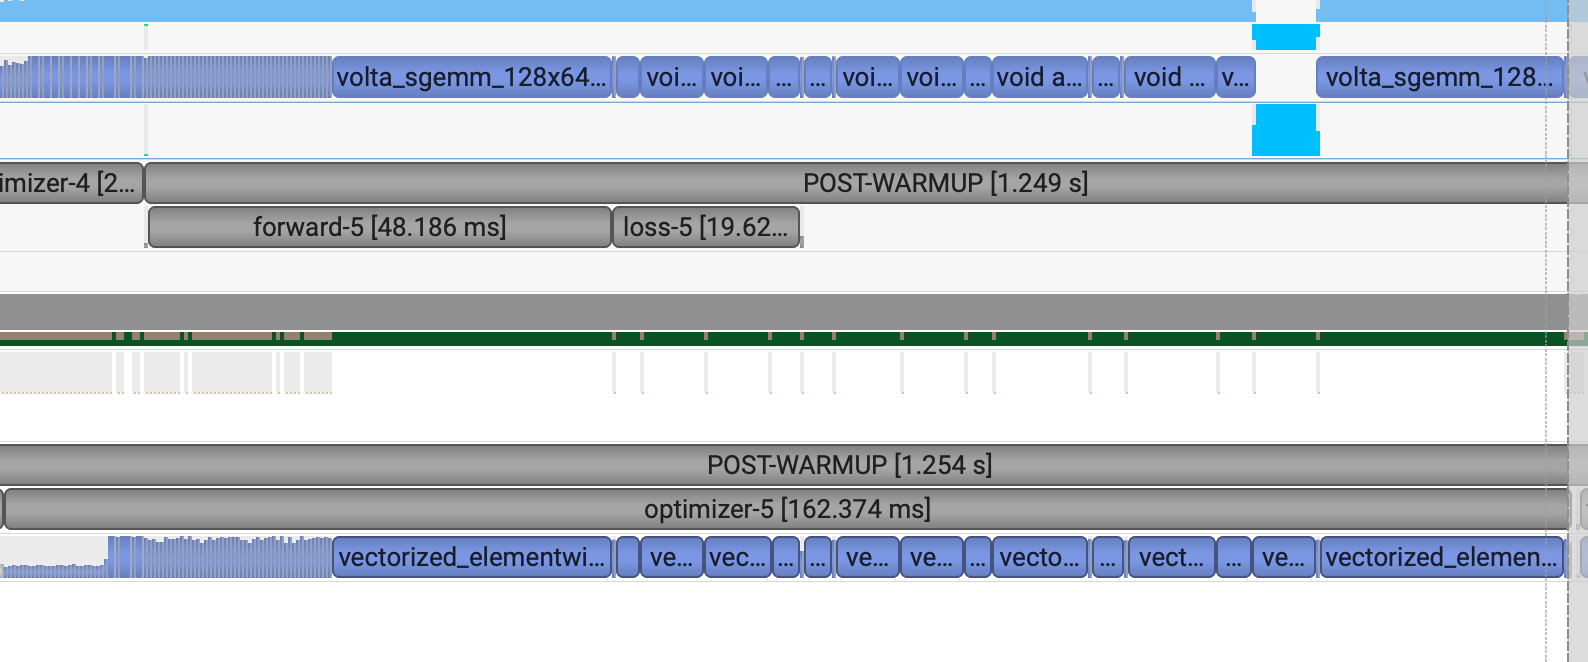 volta_sgemm_128x64... voi... voi... ... ... voi... voi... ... void a... ... void ... v... volta_sgemm_128...
imizer-4 [2... POST-WARMUP [1.249 s]
forward-5 [48.186 ms] loss-5 [19.62...
POST-WARMUP [1.254 s]
optimizer-5 [162.374 ms]
vectorized_elementwi... ve... vec... ... ... ve... ve... ... vecto... ... vect... ... ve... vectorized_elemen...